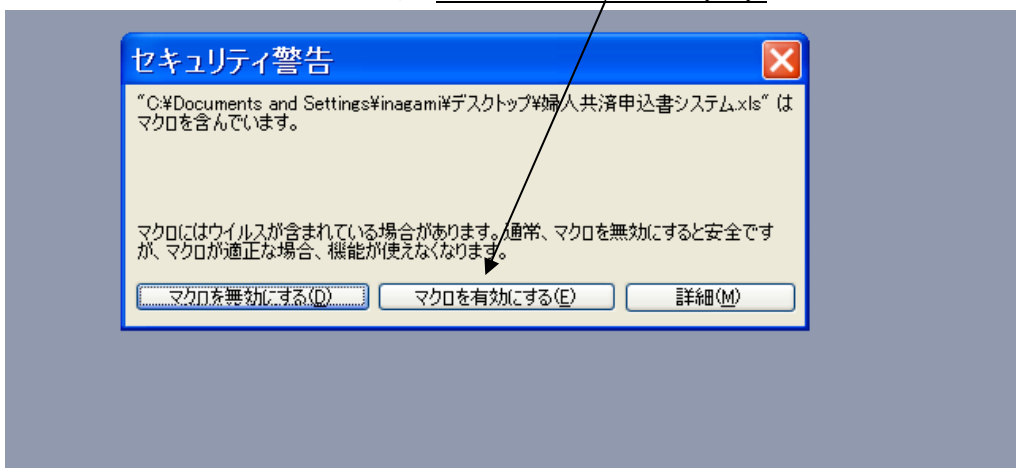 セキュリティ警告
“C:¥Documents and Settings¥inagami¥デスクトップ¥婦人共済申込書システム.xls” は
マクロを含んでいます。
マクロにはウイルスが含まれている場合があります。通常、マクロを無効にすると安全です
が、マクロが適正な場合、機能が使えなくなります。
マクロを無効にする(D) マクロを有効にする(E) 詳細(M)